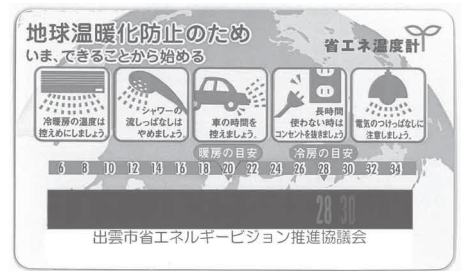 地球温暖化防止のため
いま、できることから始める
省エネ温度計
冷暖房の温度は
控えめにしましょう。
シャワーの
流しっぱなしは
やめましょう。
車の時間を
控えましょう。
長時間
使わない時は
コンセントを抜きましょう
電気のつけっぱなしに
注意しましょう。
暖房の目安 冷房の目安
6 8 10 12 14 16 18 20 22 24 26 28 30 32 34
28 30
出雲市省エネルギービジョン推進協議会